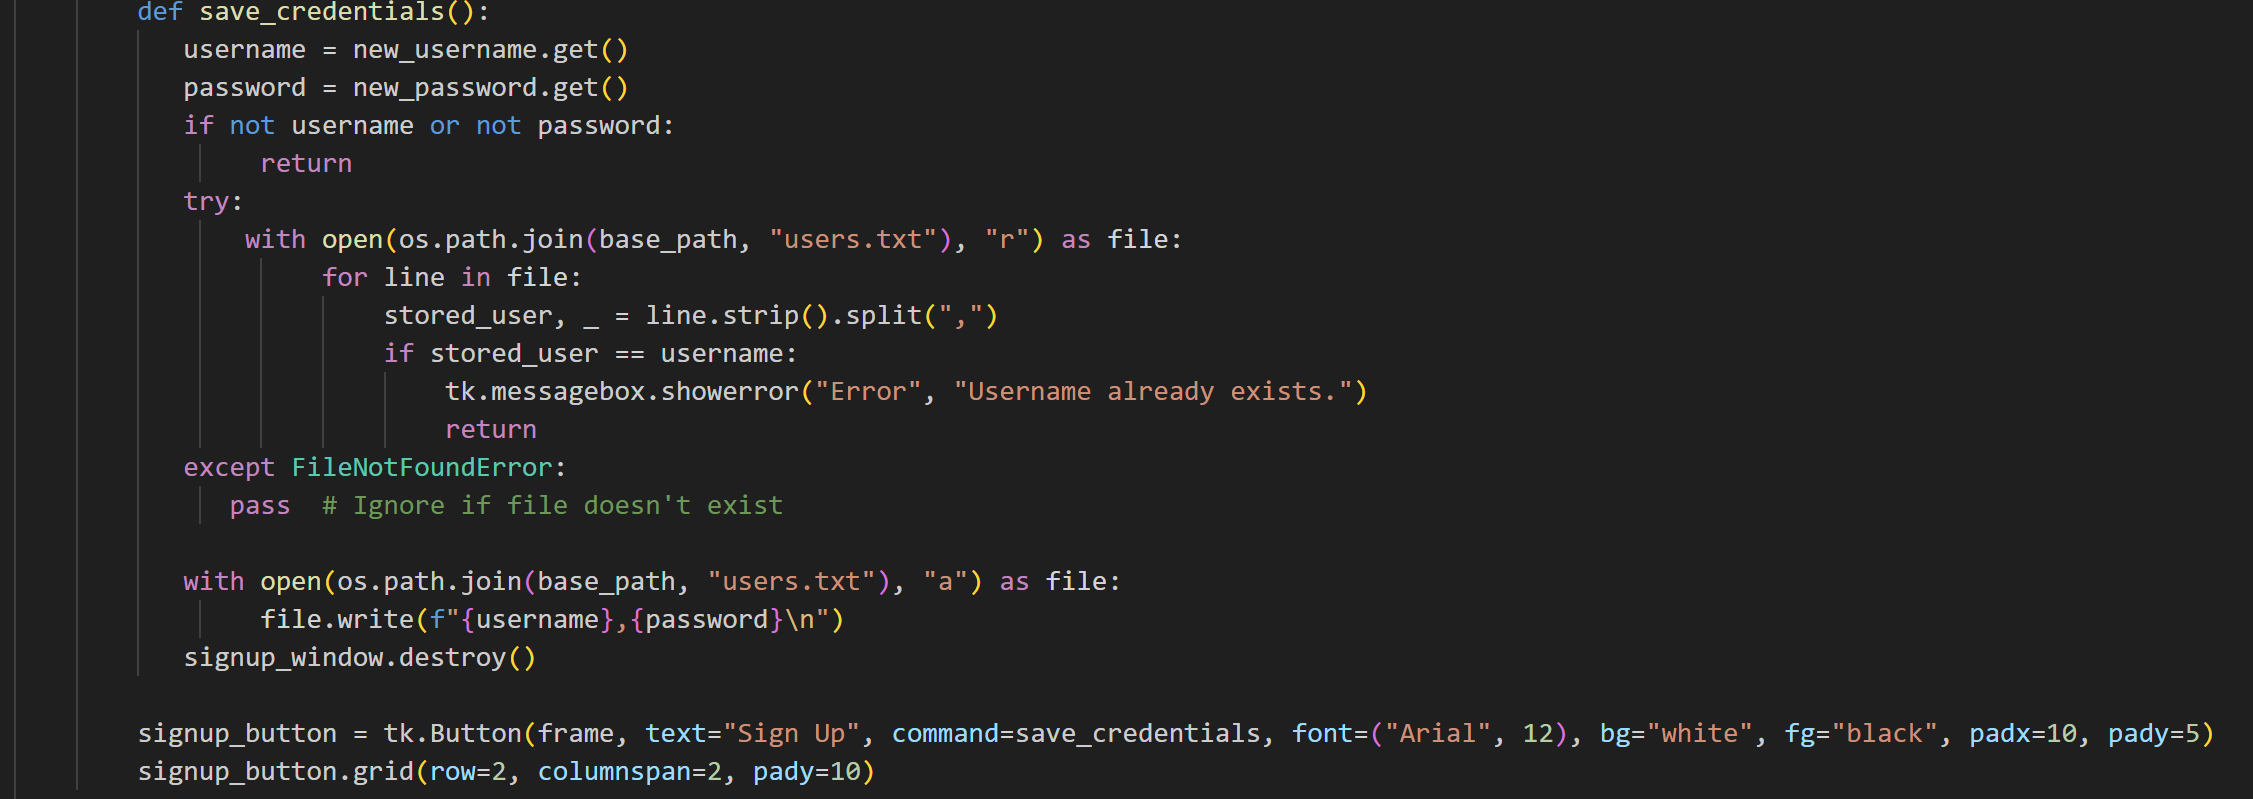 def save_credentials():
username = new_username.get()
password = new_password.get()
if not username or not password:
return
try:
with open(os.path.join(base_path, "users.txt"), "r") as file:
for line in file:
stored_user, _ = line.strip().split(",")
if stored_user == username:
tk.messagebox.showerror("Error", "Username already exists.")
return
except FileNotFoundError:
pass  # Ignore if file doesn't exist
with open(os.path.join(base_path, "users.txt"), "a") as file:
file.write(f"{username},{password}\n")
signup_window.destroy()
signup_button = tk.Button(frame, text="Sign Up", command=save_credentials, font=("Arial", 12), bg="white", fg="black", padx=10, pady=5)
signup_button.grid(row=2, columnspan=2, pady=10)